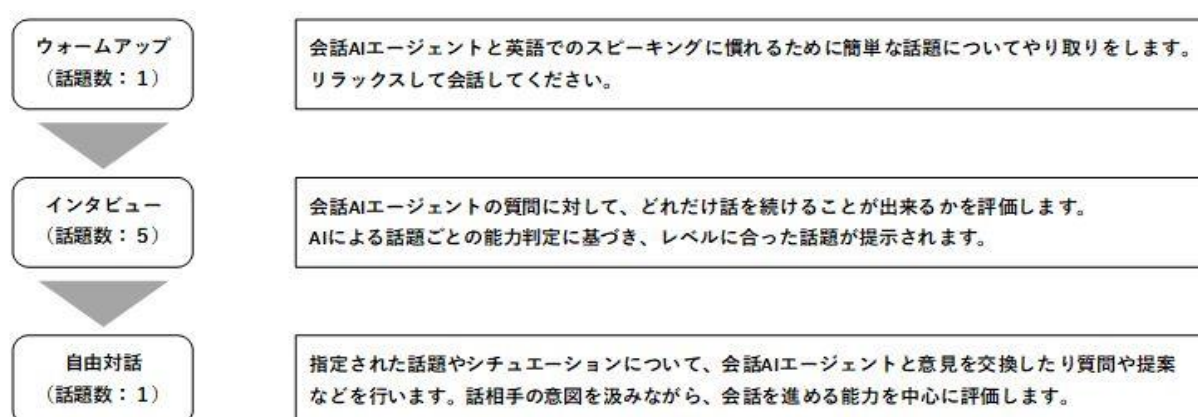 ウォームアップ
（話題数：1）
会話AIエージェントと英語でのスピーキングに慣れるために簡単な話題についてやり取りをします。
リラックスして会話してください。
インタビュー
（話題数：5）
会話AIエージェントの質問に対して、どれだけ話を続けることが出来るかを評価します。
AIによる話題ごとの能力判定に基づき、レベルに合った話題が提示されます。
自由対話
（話題数：1）
指定された話題やシチュエーションについて、会話AIエージェントと意見を交換したり質問や提案
などを行います。話相手の意図を汲みながら、会話を進める能力を中心に評価します。